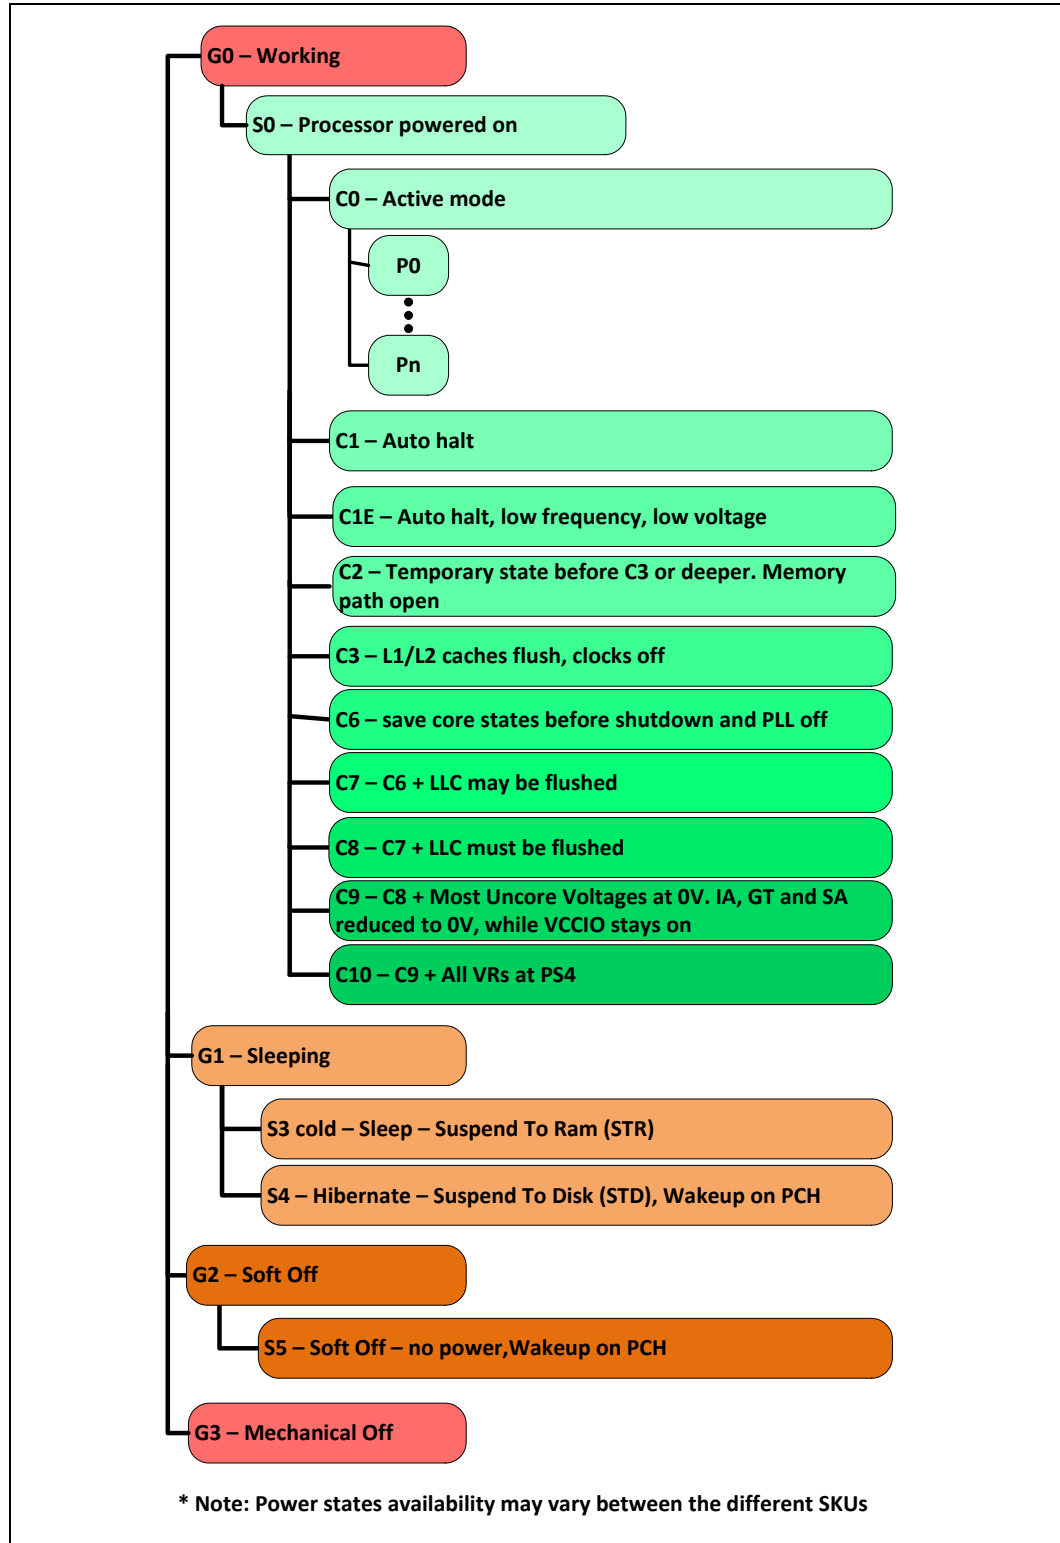 G0 – Working
S0 – Processor powered on
C0 – Active mode
P0
Pn
C1 – Auto halt
C1E – Auto halt, low frequency, low voltage
C2 – Temporary state before C3 or deeper. Memory
path open
C3 – L1/L2 caches flush, clocks off
C6 – save core states before shutdown and PLL off
C7 – C6 + LLC may be flushed
C8 – C7 + LLC must be flushed
C9 – C8 + Most Uncore Voltages at 0V. IA, GT and SA
reduced to 0V, while VCCIO stays on
C10 – C9 + All VRs at PS4
G1 – Sleeping
S3 cold – Sleep – Suspend To Ram (STR)
S4 – Hibernate – Suspend To Disk (STD), Wakeup on PCH
G2 – Soft Off
S5 – Soft Off – no power,Wakeup on PCH
G3 – Mechanical Off
* Note: Power states availability may vary between the different SKUs